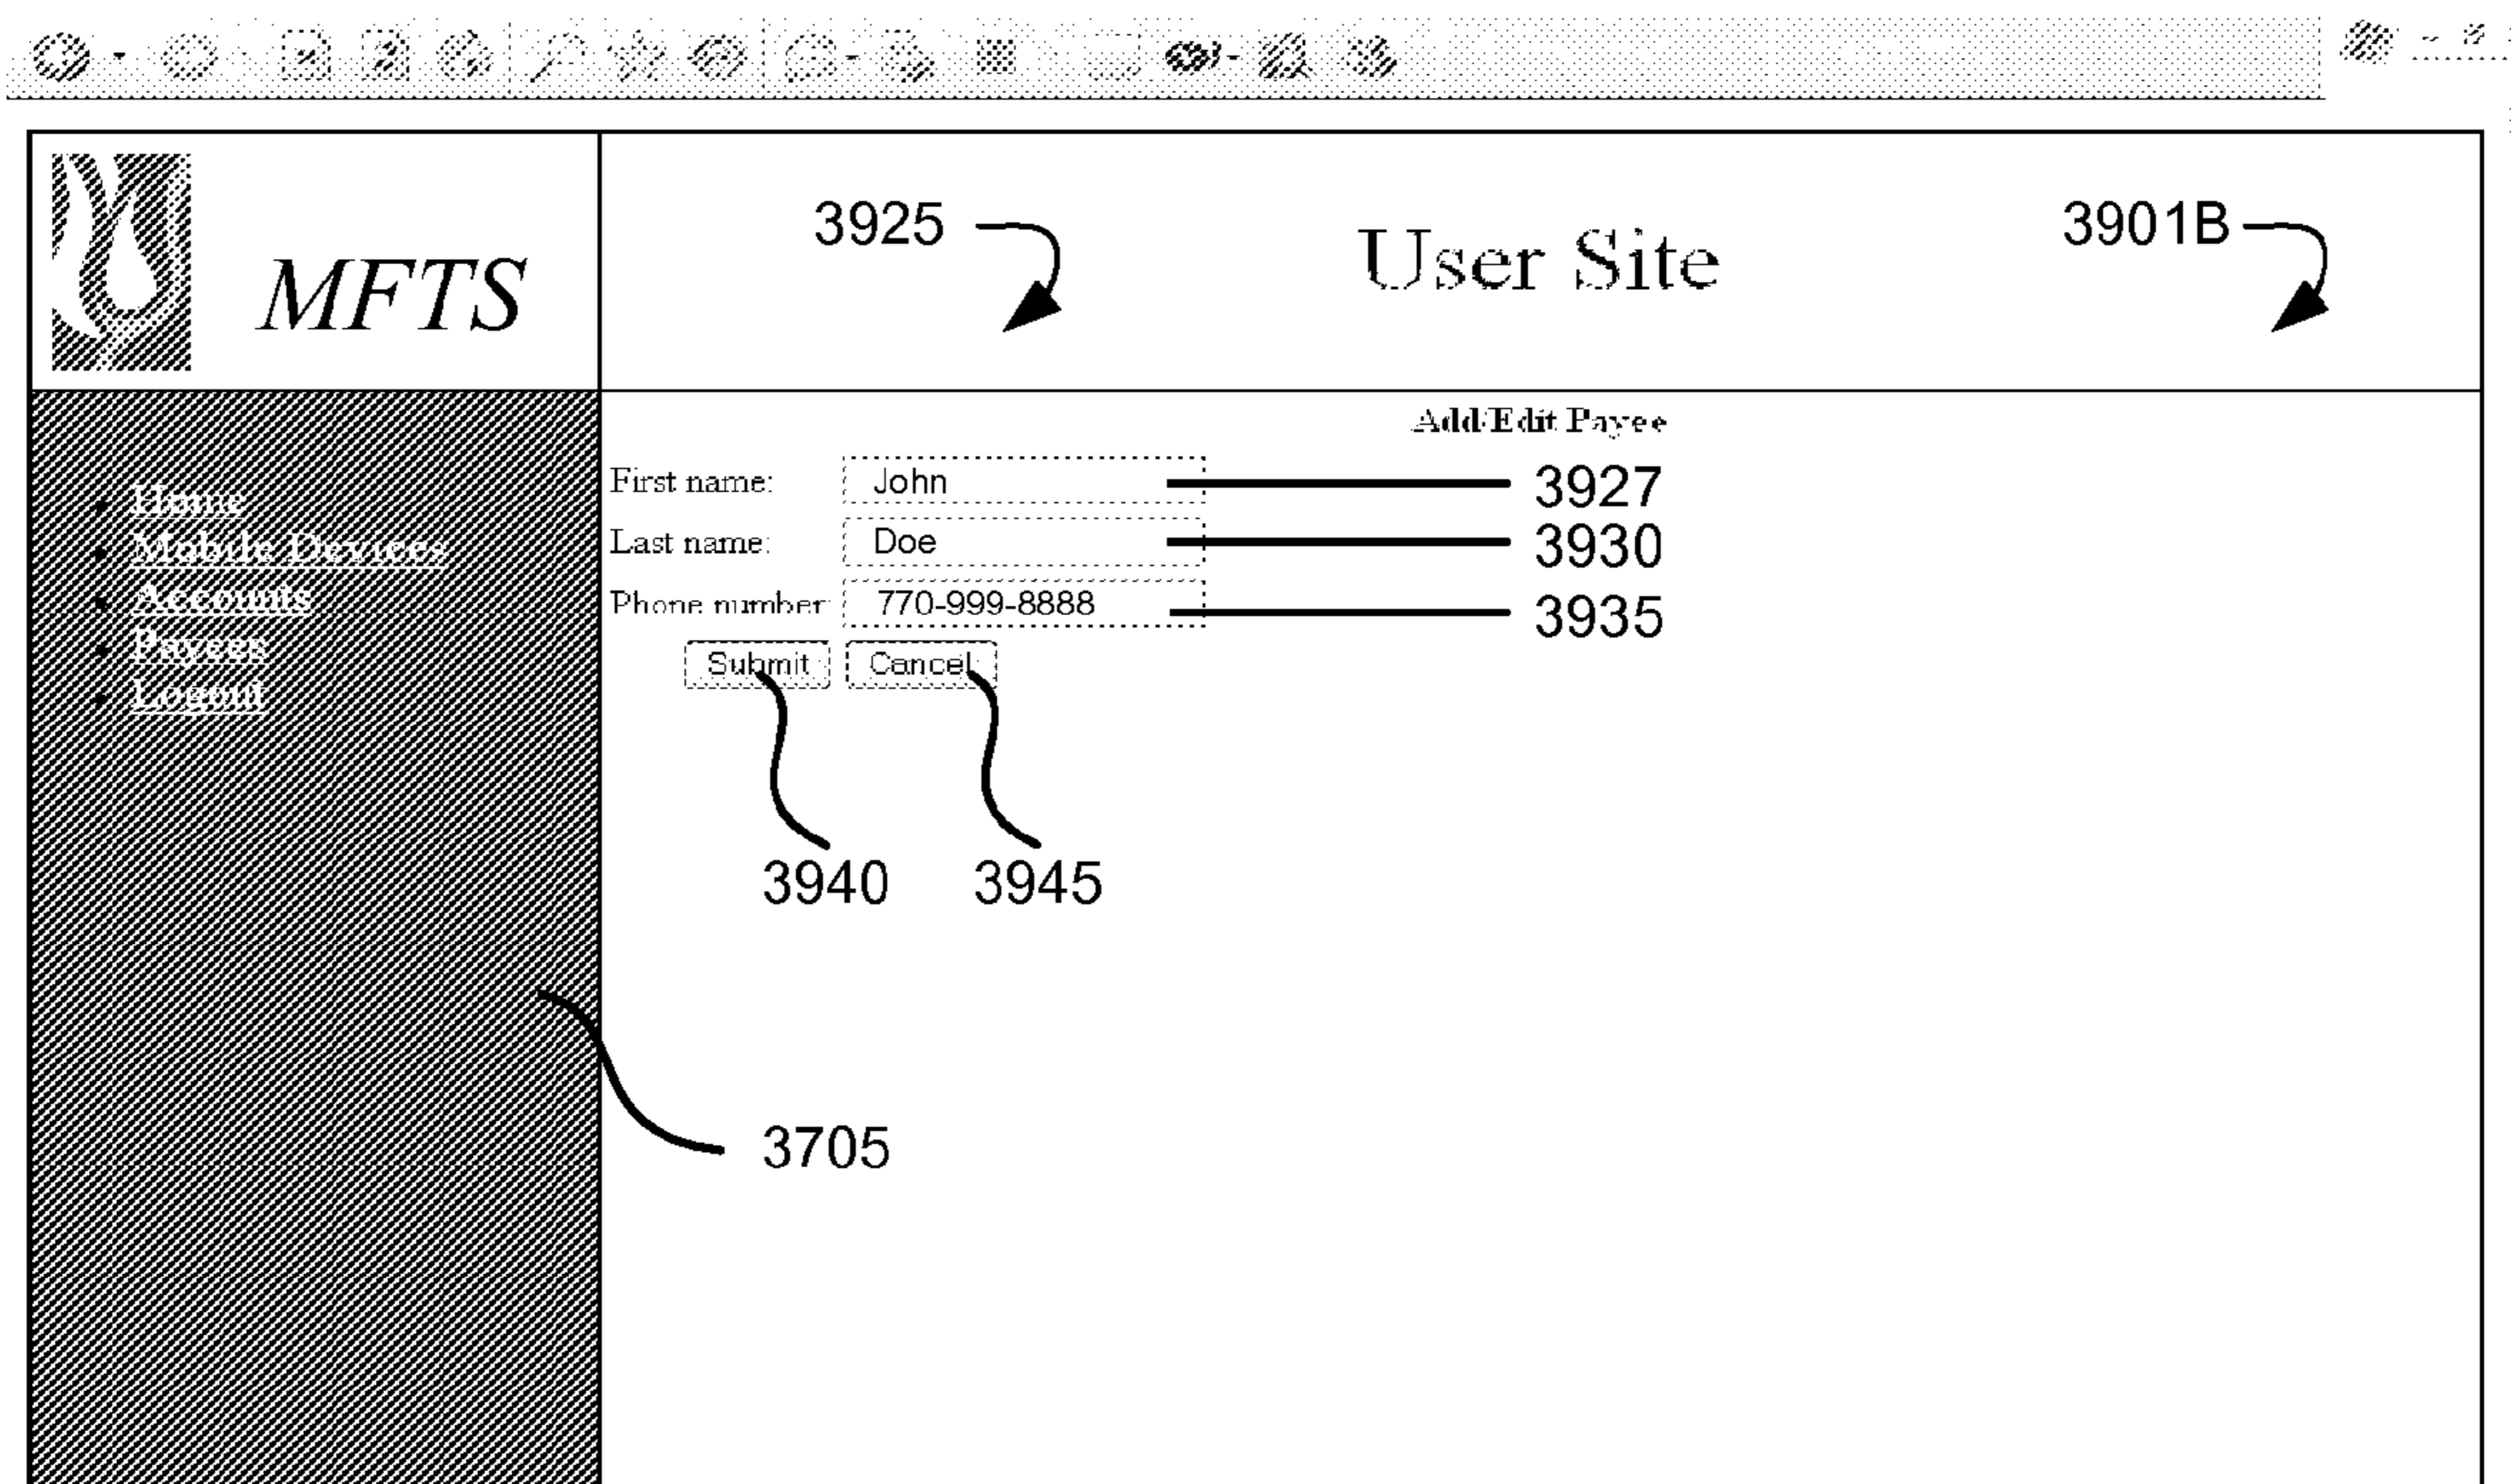 3925
User Site
3901B
MFTS
Add/Edit Payee
First name: John 3927
Last name: Doe 3930
Phone number: 770-999-8888 3935
Submit Cancel
3940 3945
Home
Mobile Devices
Accounts
Payees
Logout
3705